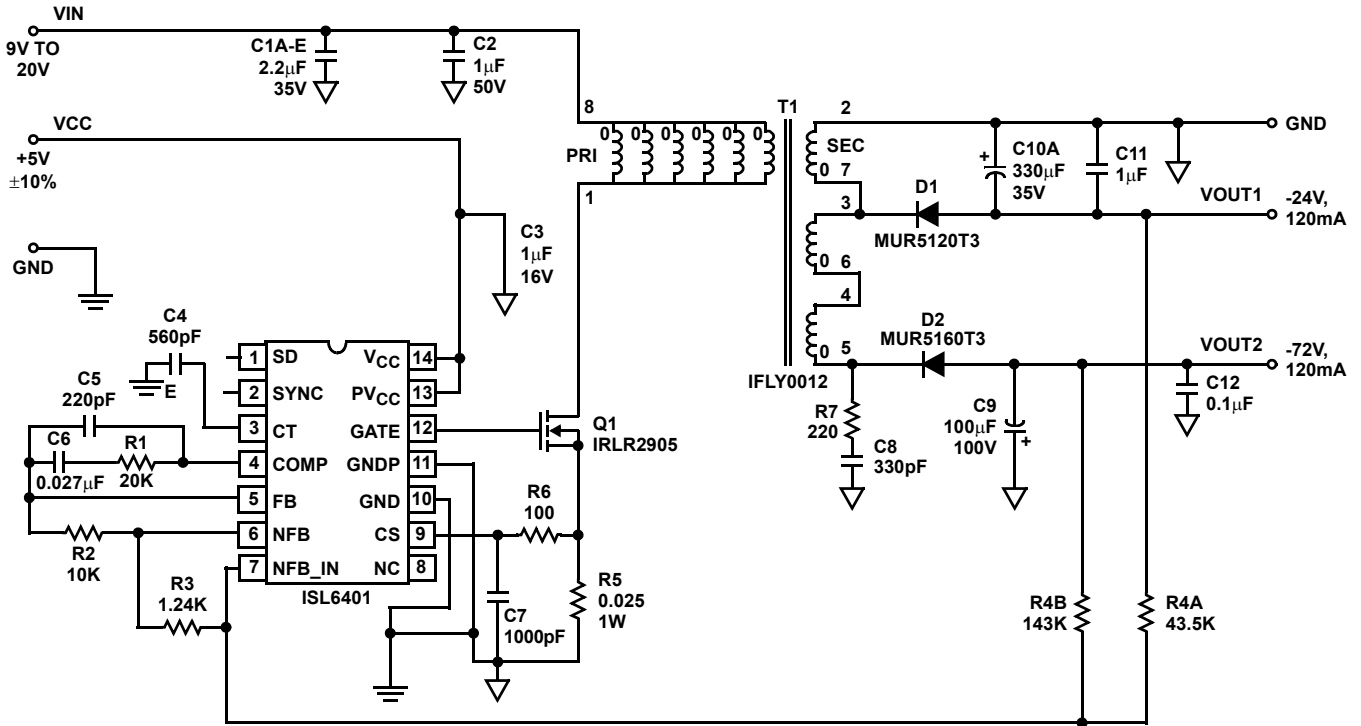 VIN
9V TO
20V
C1A-E
2.2µF
35V
C2
1µF
50V
VCC
+5V
±10%
GND
C3
1µF
16V
8
0 0 0 0 0 0
PRI
1
T1
2
SEC
0 7
3
0 6
4
0 5
IFLY0012
D1
MUR5120T3
C10A
+
330µF
35V
C11
1µF
GND
VOUT1
-24V,
120mA
D2
MUR5160T3
VOUT2
-72V,
120mA
R7
220
C8
330pF
C9
100µF
100V
+
C12
0.1µF
C4
560pF
E
C5
220pF
C6
0.027µF
R1
20K
R2
10K
R3
1.24K
1 SD
2 SYNC
3 CT
4 COMP
5 FB
6 NFB
7 NFB_IN
VCC 14
PVCC 13
GATE 12
GNDP 11
GND 10
CS 9
NC 8
ISL6401
Q1
IRLR2905
R6
100
C7
1000pF
R5
0.025
1W
R4B
143K
R4A
43.5K